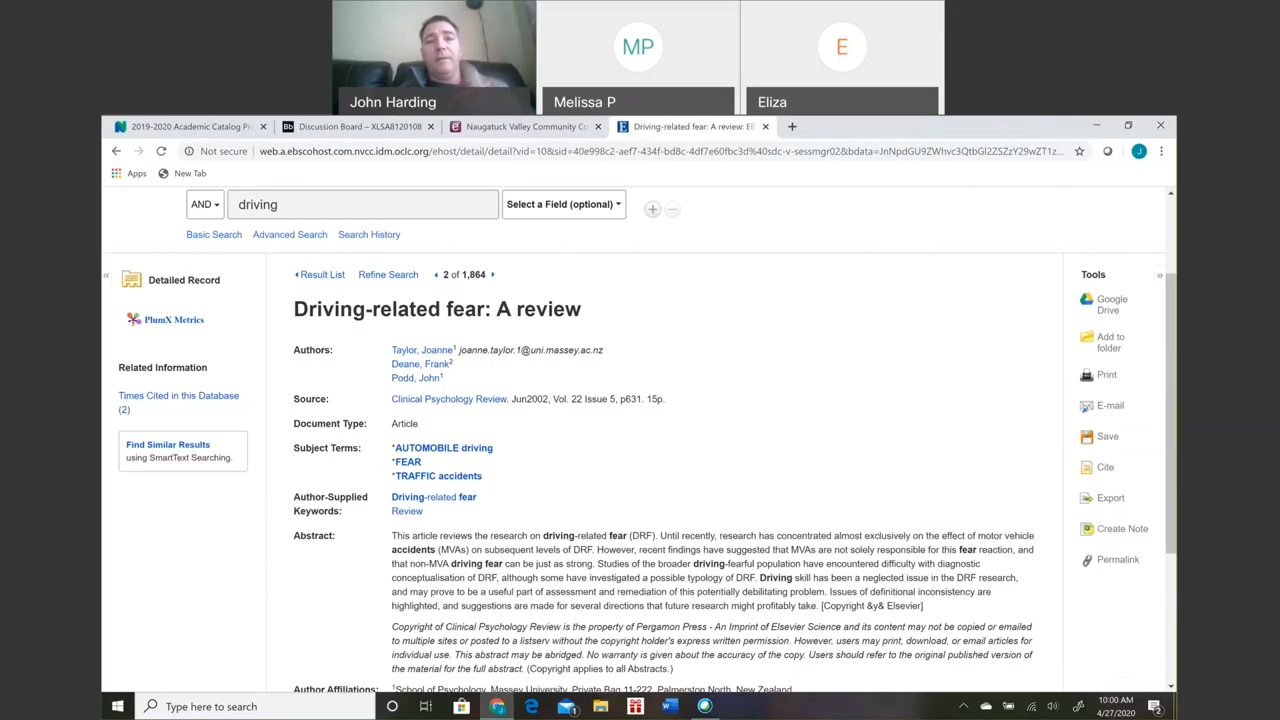 MP
E
John Harding
Melissa P
Eliza
2019-2020 Academic Catalog Pr
Discussion Board – XLSA8120108
Naugatuck Valley Community Co
Driving-related fear: A review: EB
Not secure
web.a.ebscohost.com.nvcc.idm.oclc.org/ehost/detail/detail?vid=10&sid=40e998c2-aef7-434f-bd8c-4df7e60fbc3d%40sdc-v-sessmgr02&bdata=JnNpdGU9ZWhvc3QtbGl2ZSZzY29wZT1z...
J
Apps
New Tab
AND
driving
Select a Field (optional)
Basic Search Advanced Search Search History
Detailed Record
PlumX Metrics
Related Information
Times Cited in this Database
(2)
Find Similar Results
using SmartText Searching.
Result List Refine Search 2 of 1,864
Driving-related fear: A review
Authors: Taylor, Joanne1 joanne.taylor.1@uni.massey.ac.nz
Deane, Frank2
Podd, John1
Source: Clinical Psychology Review. Jun2002, Vol. 22 Issue 5, p631. 15p.
Document Type: Article
Subject Terms: *AUTOMOBILE driving
*FEAR
*TRAFFIC accidents
Author-Supplied Driving-related fear
Keywords: Review
Abstract: This article reviews the research on driving-related fear (DRF). Until recently, research has concentrated almost exclusively on the effect of motor vehicle
accidents (MVAs) on subsequent levels of DRF. However, recent findings have suggested that MVAs are not solely responsible for this fear reaction, and
that non-MVA driving fear can be just as strong. Studies of the broader driving-fearful population have encountered difficulty with diagnostic
conceptualisation of DRF, although some have investigated a possible typology of DRF. Driving skill has been a neglected issue in the DRF research,
and may prove to be a useful part of assessment and remediation of this potentially debilitating problem. Issues of definitional inconsistency are
highlighted, and suggestions are made for several directions that future research might profitably take. [Copyright &y& Elsevier]
Copyright of Clinical Psychology Review is the property of Pergamon Press - An Imprint of Elsevier Science and its content may not be copied or emailed
to multiple sites or posted to a listserv without the copyright holder's express written permission. However, users may print, download, or email articles for
individual use. This abstract may be abridged. No warranty is given about the accuracy of the copy. Users should refer to the original published version of
the material for the full abstract. (Copyright applies to all Abstracts.)
Author Affiliations: 1School of Psychology, Massey University, Private Bag 11-222, Palmerston North, New Zealand
Tools
Google
Drive
Add to
folder
Print
E-mail
Save
Cite
Export
Create Note
Permalink
Type here to search
10:00 AM
4/27/2020
2